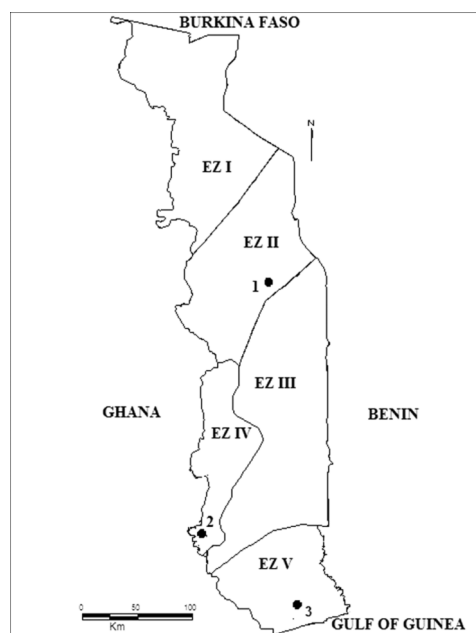 BURKINA FASO
N
EZ I
EZ II
1
EZ III
GHANA
BENIN
EZ IV
2
EZ V
3
0 50 100
Km
GULF OF GUINEA